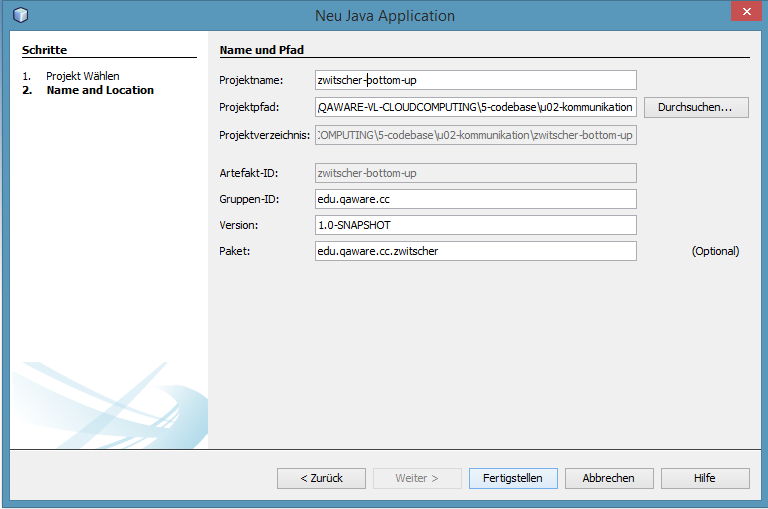 Neu Java Application
Schritte
1. Projekt Wählen
2. Name and Location
Name und Pfad
Projektname: zwitscher-bottom-up
Projektpfad: QAWARE-VL-CLOUDCOMPUTING\5-codebase\u02-kommunikation Durchsuchen...
Projektverzeichnis: COMPUTING\5-codebase\u02-kommunikation\zwitscher-bottom-up
Artefakt-ID: zwitscher-bottom-up
Gruppen-ID: edu.qaware.cc
Version: 1.0-SNAPSHOT
Paket: edu.qaware.cc.zwitscher (Optional)
< Zurück Weiter > Fertigstellen Abbrechen Hilfe